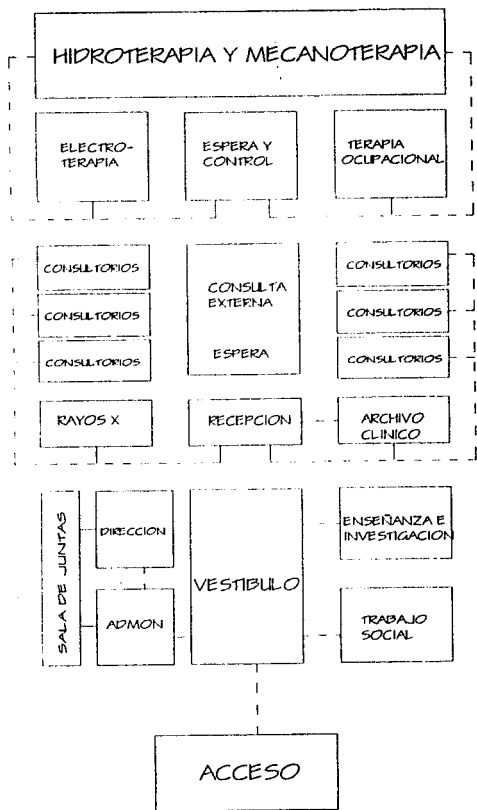 HIDROTERAPIA Y MECANOTERAPIA
ELECTRO-
TERAPIA
ESPERA Y
CONTROL
TERAPIA
OCUPACIONAL
CONSULTORIOS
CONSULTORIOS
CONSULTORIOS
CONSULTA
EXTERNA
ESPERA
CONSULTORIOS
CONSULTORIOS
CONSULTORIOS
RAYOS X
RECEPCION
ARCHIVO
CLINICO
SALA DE JUNTAS
DIRECCION
ADMON
VESTIBULO
ENSEÑANZA E
INVESTIGACION
TRABAJO
SOCIAL
ACCESO